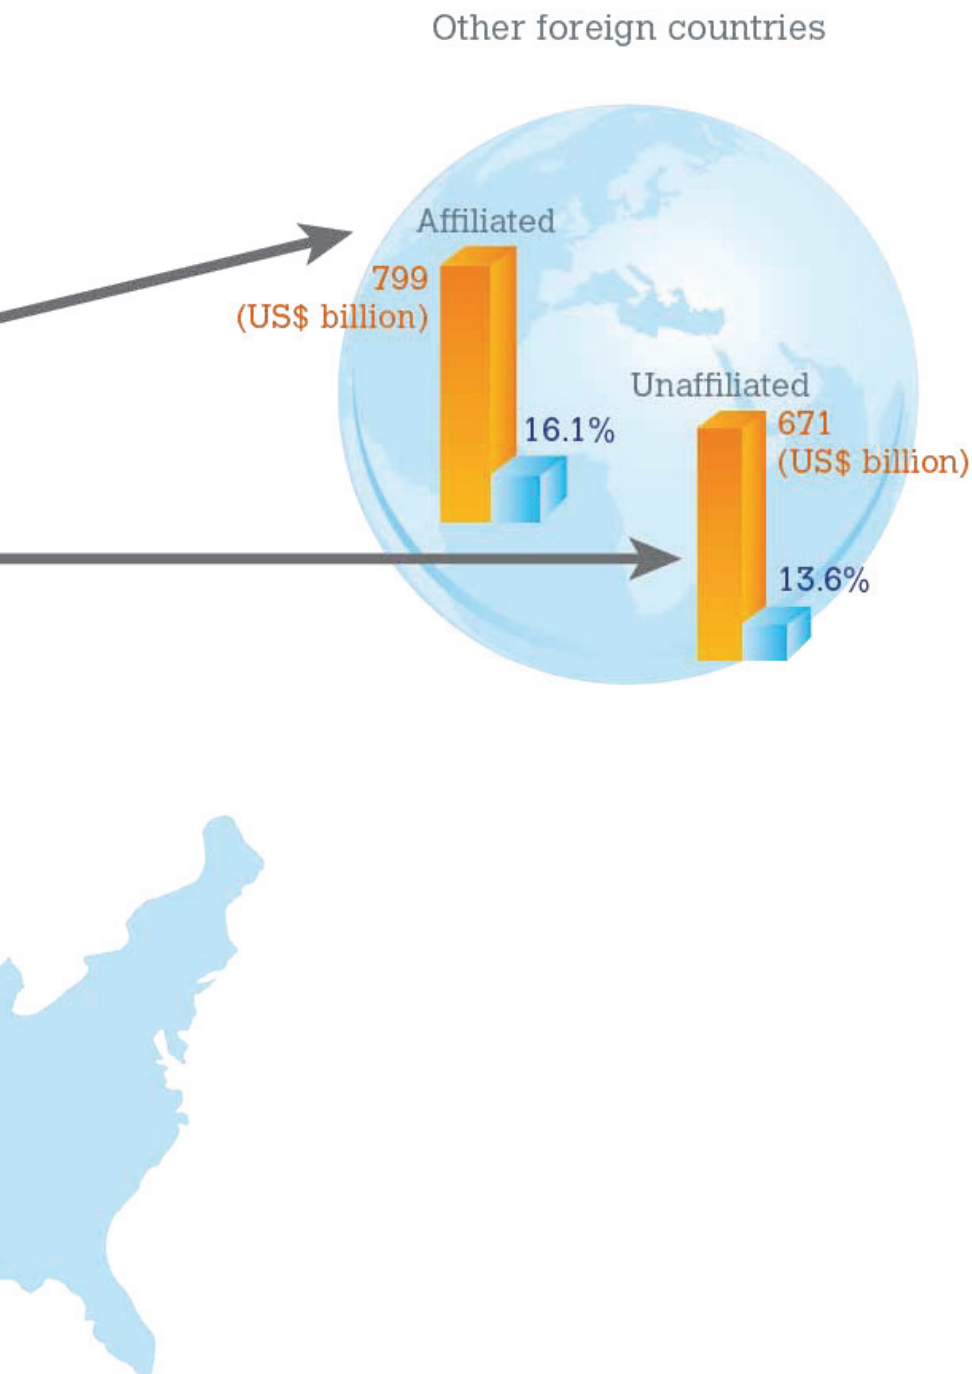 Other foreign countries
Affiliated
799
(US$ billion)
16.1%
Unaffiliated
671
(US$ billion)
13.6%